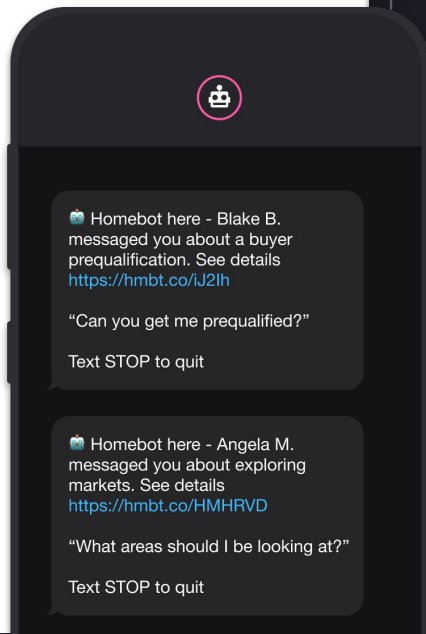 🤖 Homebot here - Blake B.
messaged you about a buyer
prequalification. See details
https://hmbt.co/iJ2Ih
“Can you get me prequalified?”
Text STOP to quit
🤖 Homebot here - Angela M.
messaged you about exploring
markets. See details
https://hmbt.co/HMHRVD
“What areas should I be looking at?”
Text STOP to quit